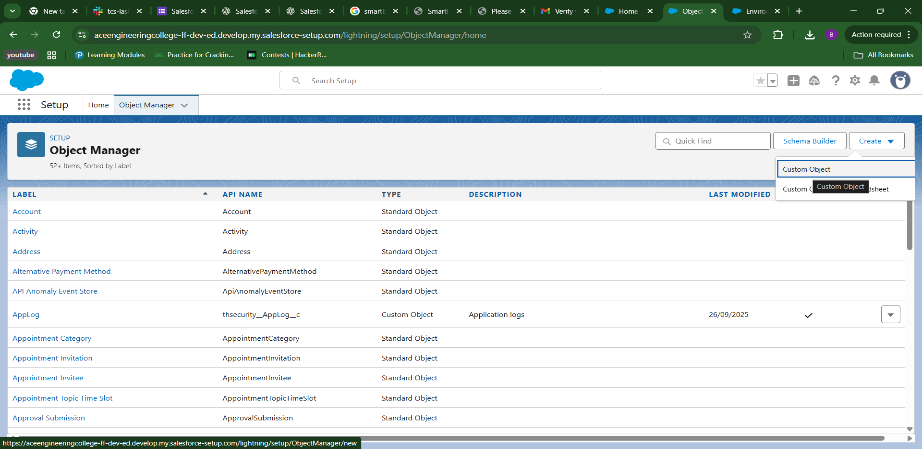 New ta
tcs-lask
Salesfo
Salesfo
Salesfo
smartl
Smartl
Please
Verify
Home
Object
Enviro
aceengineeringcollege-ff-dev-ed.develop.my.salesforce-setup.com/lightning/setup/ObjectManager/home
B
Action required
youtube
Learning Modules
Practice for Crackin...
Contests | HackerR...
All Bookmarks
Search Setup
Setup
Home
Object Manager
SETUP
Object Manager
52+ Items, Sorted by Label
Quick Find
Schema Builder
Create
Custom Object
Custom O
dsheet
Custom Object
LABEL API NAME TYPE DESCRIPTION LAST MODIFIED
Account Account Standard Object
Activity Activity Standard Object
Address Address Standard Object
Alternative Payment Method AlternativePaymentMethod Standard Object
API Anomaly Event Store ApiAnomalyEventStore Standard Object
AppLog thsecurity__AppLog__c Custom Object Application logs 26/09/2025
Appointment Category AppointmentCategory Standard Object
Appointment Invitation AppointmentInvitation Standard Object
Appointment Invitee AppointmentInvitee Standard Object
Appointment Topic Time Slot AppointmentTopicTimeSlot Standard Object
Approval Submission ApprovalSubmission Standard Object
https://aceengineeringcollege-ff-dev-ed.develop.my.salesforce-setup.com/lightning/setup/ObjectManager/new